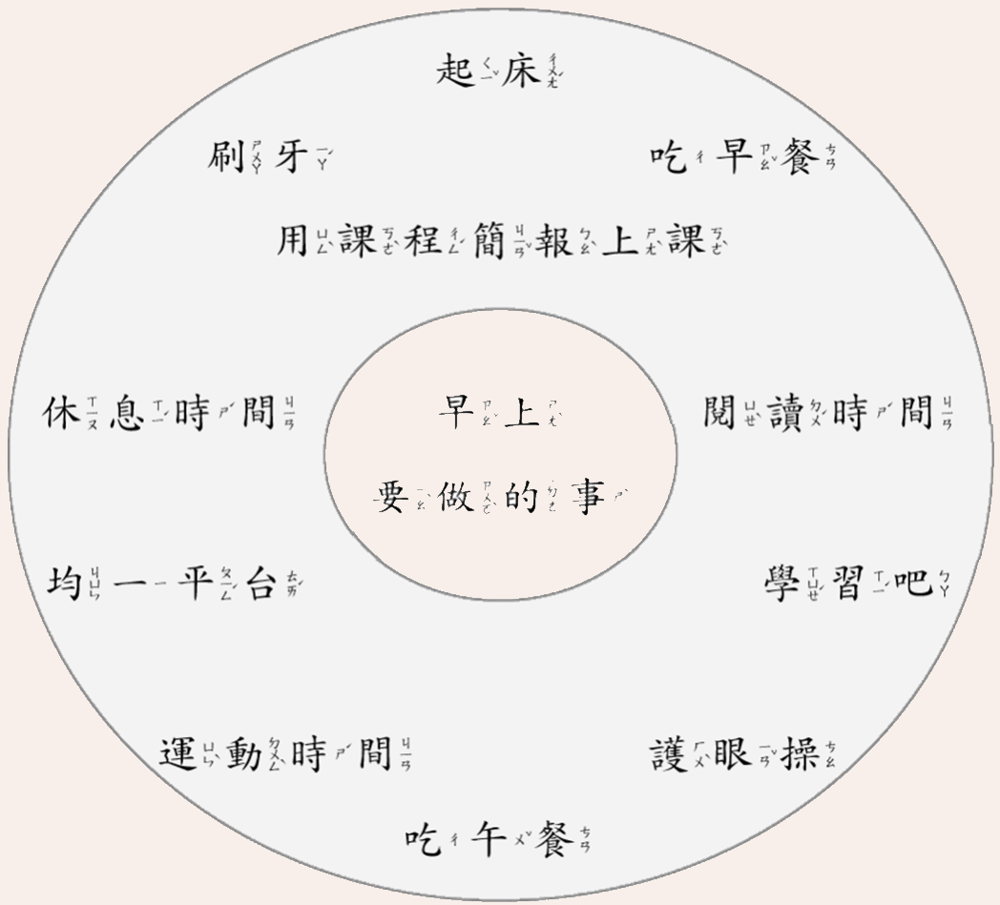 起床
刷牙
吃早餐
用課程簡報上課
休息時間
早上
要做的事
閱讀時間
均一平台
學習吧
運動時間
護眼操
吃午餐